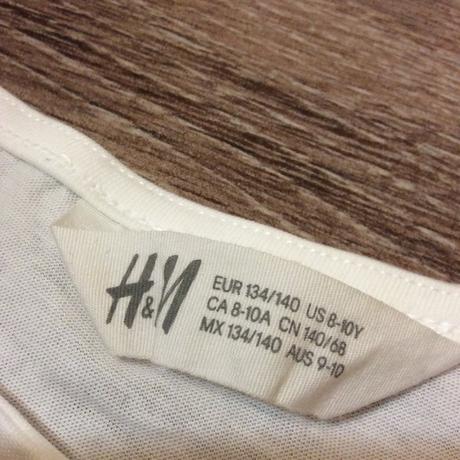 H&M
EUR 134/140 US 8-10Y
CA 8-10A CN 140/68
MX 134/140 AUS 9-10